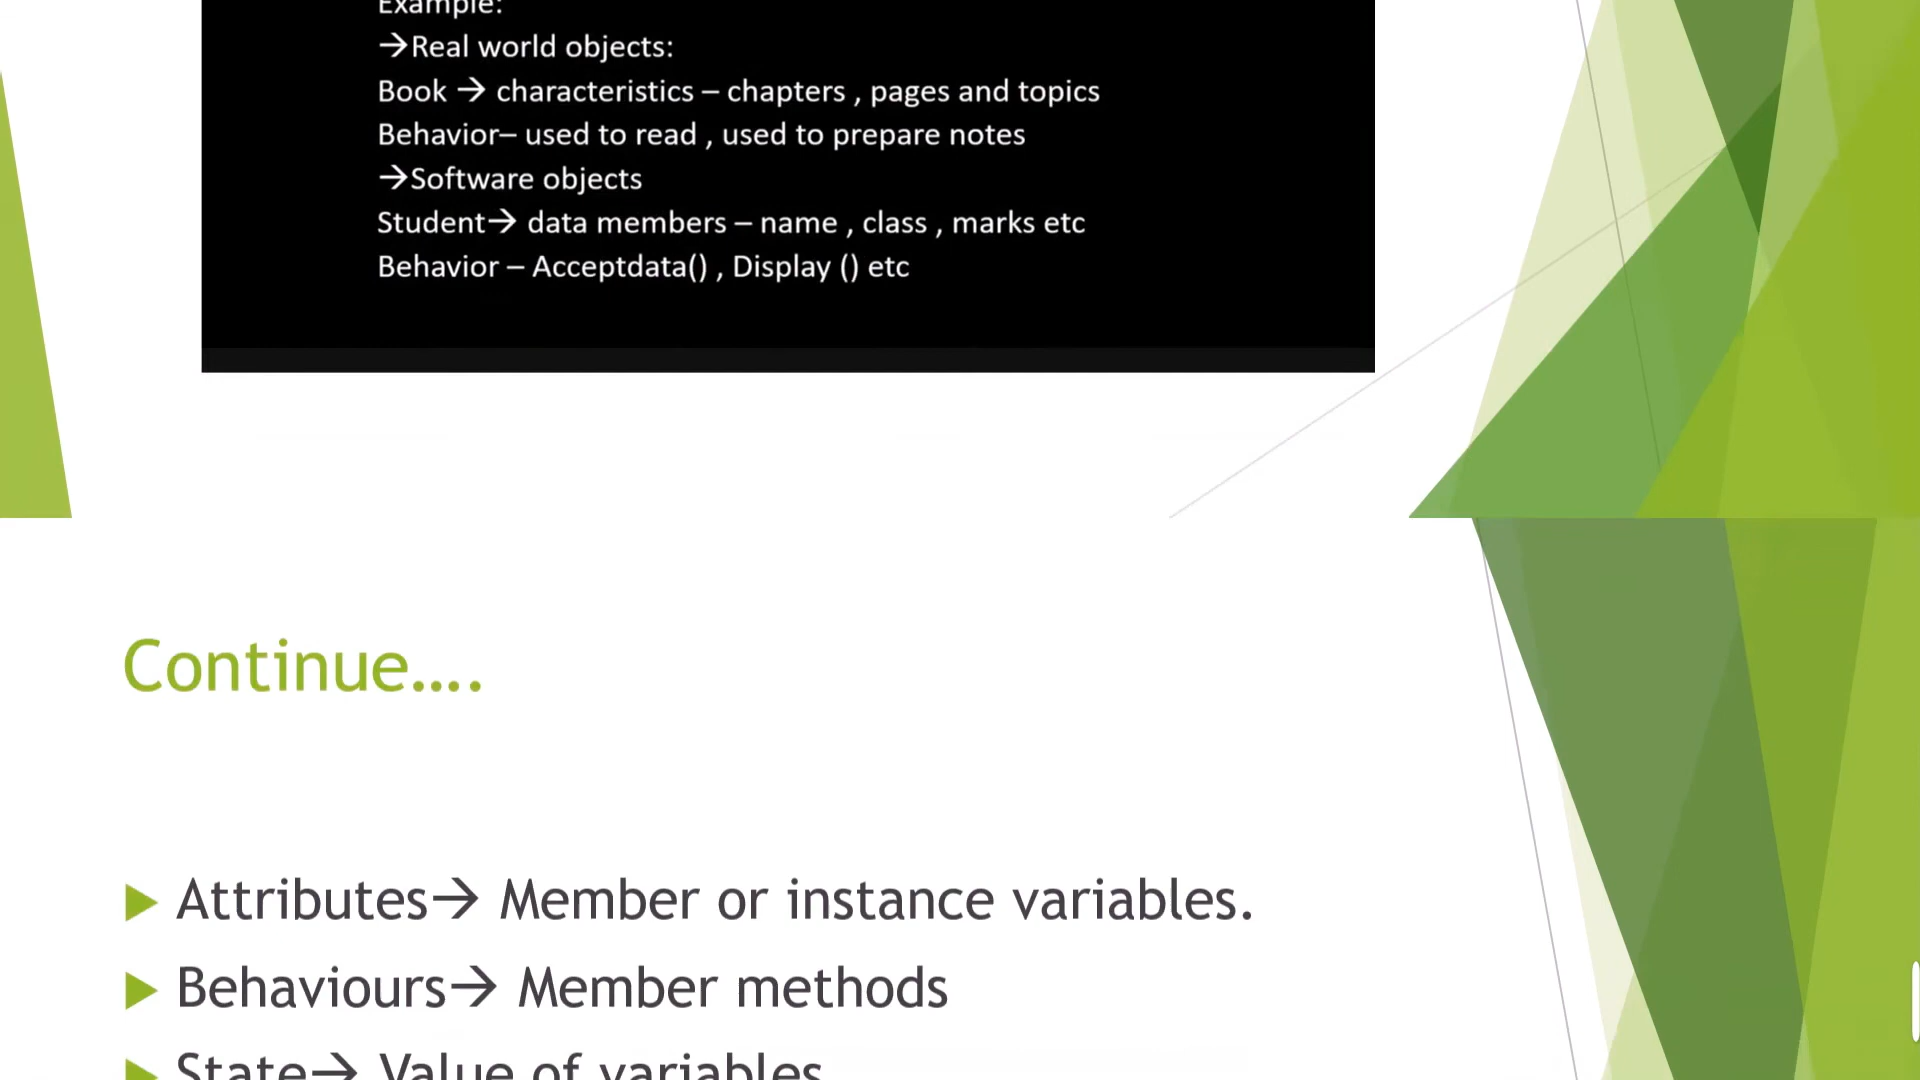 Example:
→Real world objects:
Book → characteristics – chapters , pages and topics
Behavior– used to read , used to prepare notes
→Software objects
Student→ data members – name , class , marks etc
Behavior – Acceptdata() , Display () etc
Continue....
Attributes→ Member or instance variables.
Behaviours→ Member methods
State→ Value of variables